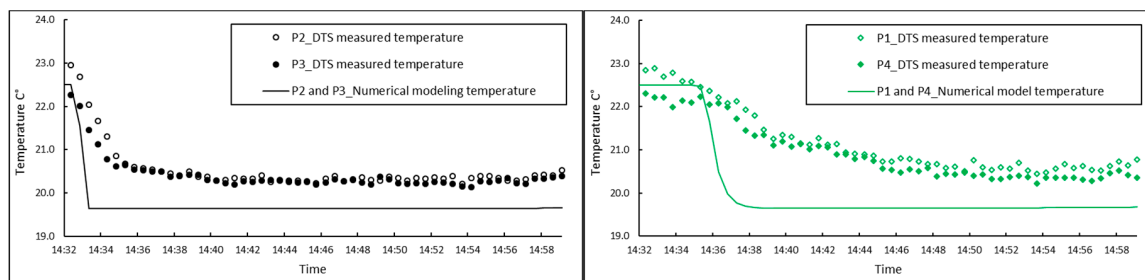 24.0
23.0
22.0
21.0
20.0
19.0
Temperature C°
P2_DTS measured temperature
P3_DTS measured temperature
P2 and P3_Numerical modeling temperature
14:32 14:34 14:36 14:38 14:40 14:42 14:44 14:46 14:48 14:50 14:52 14:54 14:56 14:58
Time
24.0
23.0
22.0
21.0
20.0
19.0
Temperature C°
P1_DTS measured temperature
P4_DTS measured temperature
P1 and P4_Numerical model temperature
14:32 14:34 14:36 14:38 14:40 14:42 14:44 14:46 14:48 14:50 14:52 14:54 14:56 14:58
Time